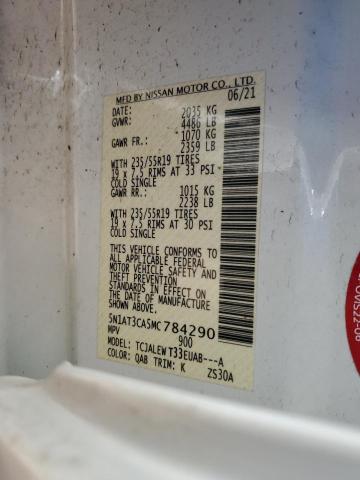 MFD BY NISSAN MOTOR CO., LTD.
DATE: 06/21
GVWR: 2035 KG
4486 LB
GAWR FR.: 1070 KG
2359 LB
WITH 235/55R19 TIRES
19 x 7.5 RIMS AT 33 PSI
COLD SINGLE
GAWR RR.: 1015 KG
2238 LB
WITH 235/55R19 TIRES
19 x 7.5 RIMS AT 30 PSI
COLD SINGLE
THIS VEHICLE CONFORMS TO
ALL APPLICABLE FEDERAL
MOTOR VEHICLE SAFETY AND
THEFT PREVENTION
STANDARDS IN EFFECT ON
THE DATE OF MANUFACTURE
SHOWN ABOVE.
5N1AT3CA5MC784290
MPV 900
MODEL: TCJALEWT33EUAB---A
COLOR: QAB TRIM: K ZS30A